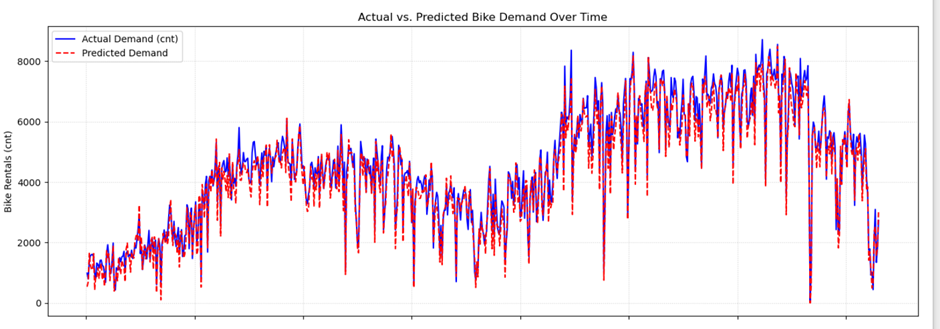 Actual vs. Predicted Bike Demand Over Time
Actual Demand (cnt)
Predicted Demand
8000
6000
4000
2000
0
Bike Rentals (cnt)